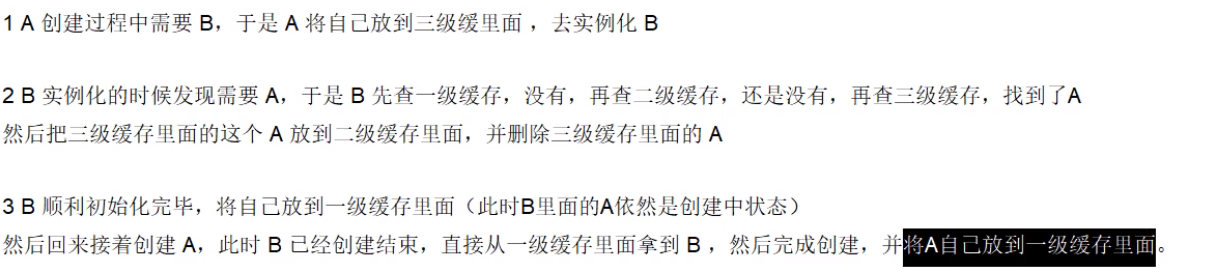 1 A 创建过程中需要 B，于是 A 将自己放到三级缓里面 ，去实例化 B
2 B 实例化的时候发现需要 A，于是 B 先查一级缓存，没有，再查二级缓存，还是没有，再查三级缓存，找到了A
然后把三级缓存里面的这个 A 放到二级缓存里面，并删除三级缓存里面的 A
3 B 顺利初始化完毕，将自己放到一级缓存里面（此时B里面的A依然是创建中状态）
然后回来接着创建 A，此时 B 已经创建结束，直接从一级缓存里面拿到 B ，然后完成创建，并将A自己放到一级缓存里面。